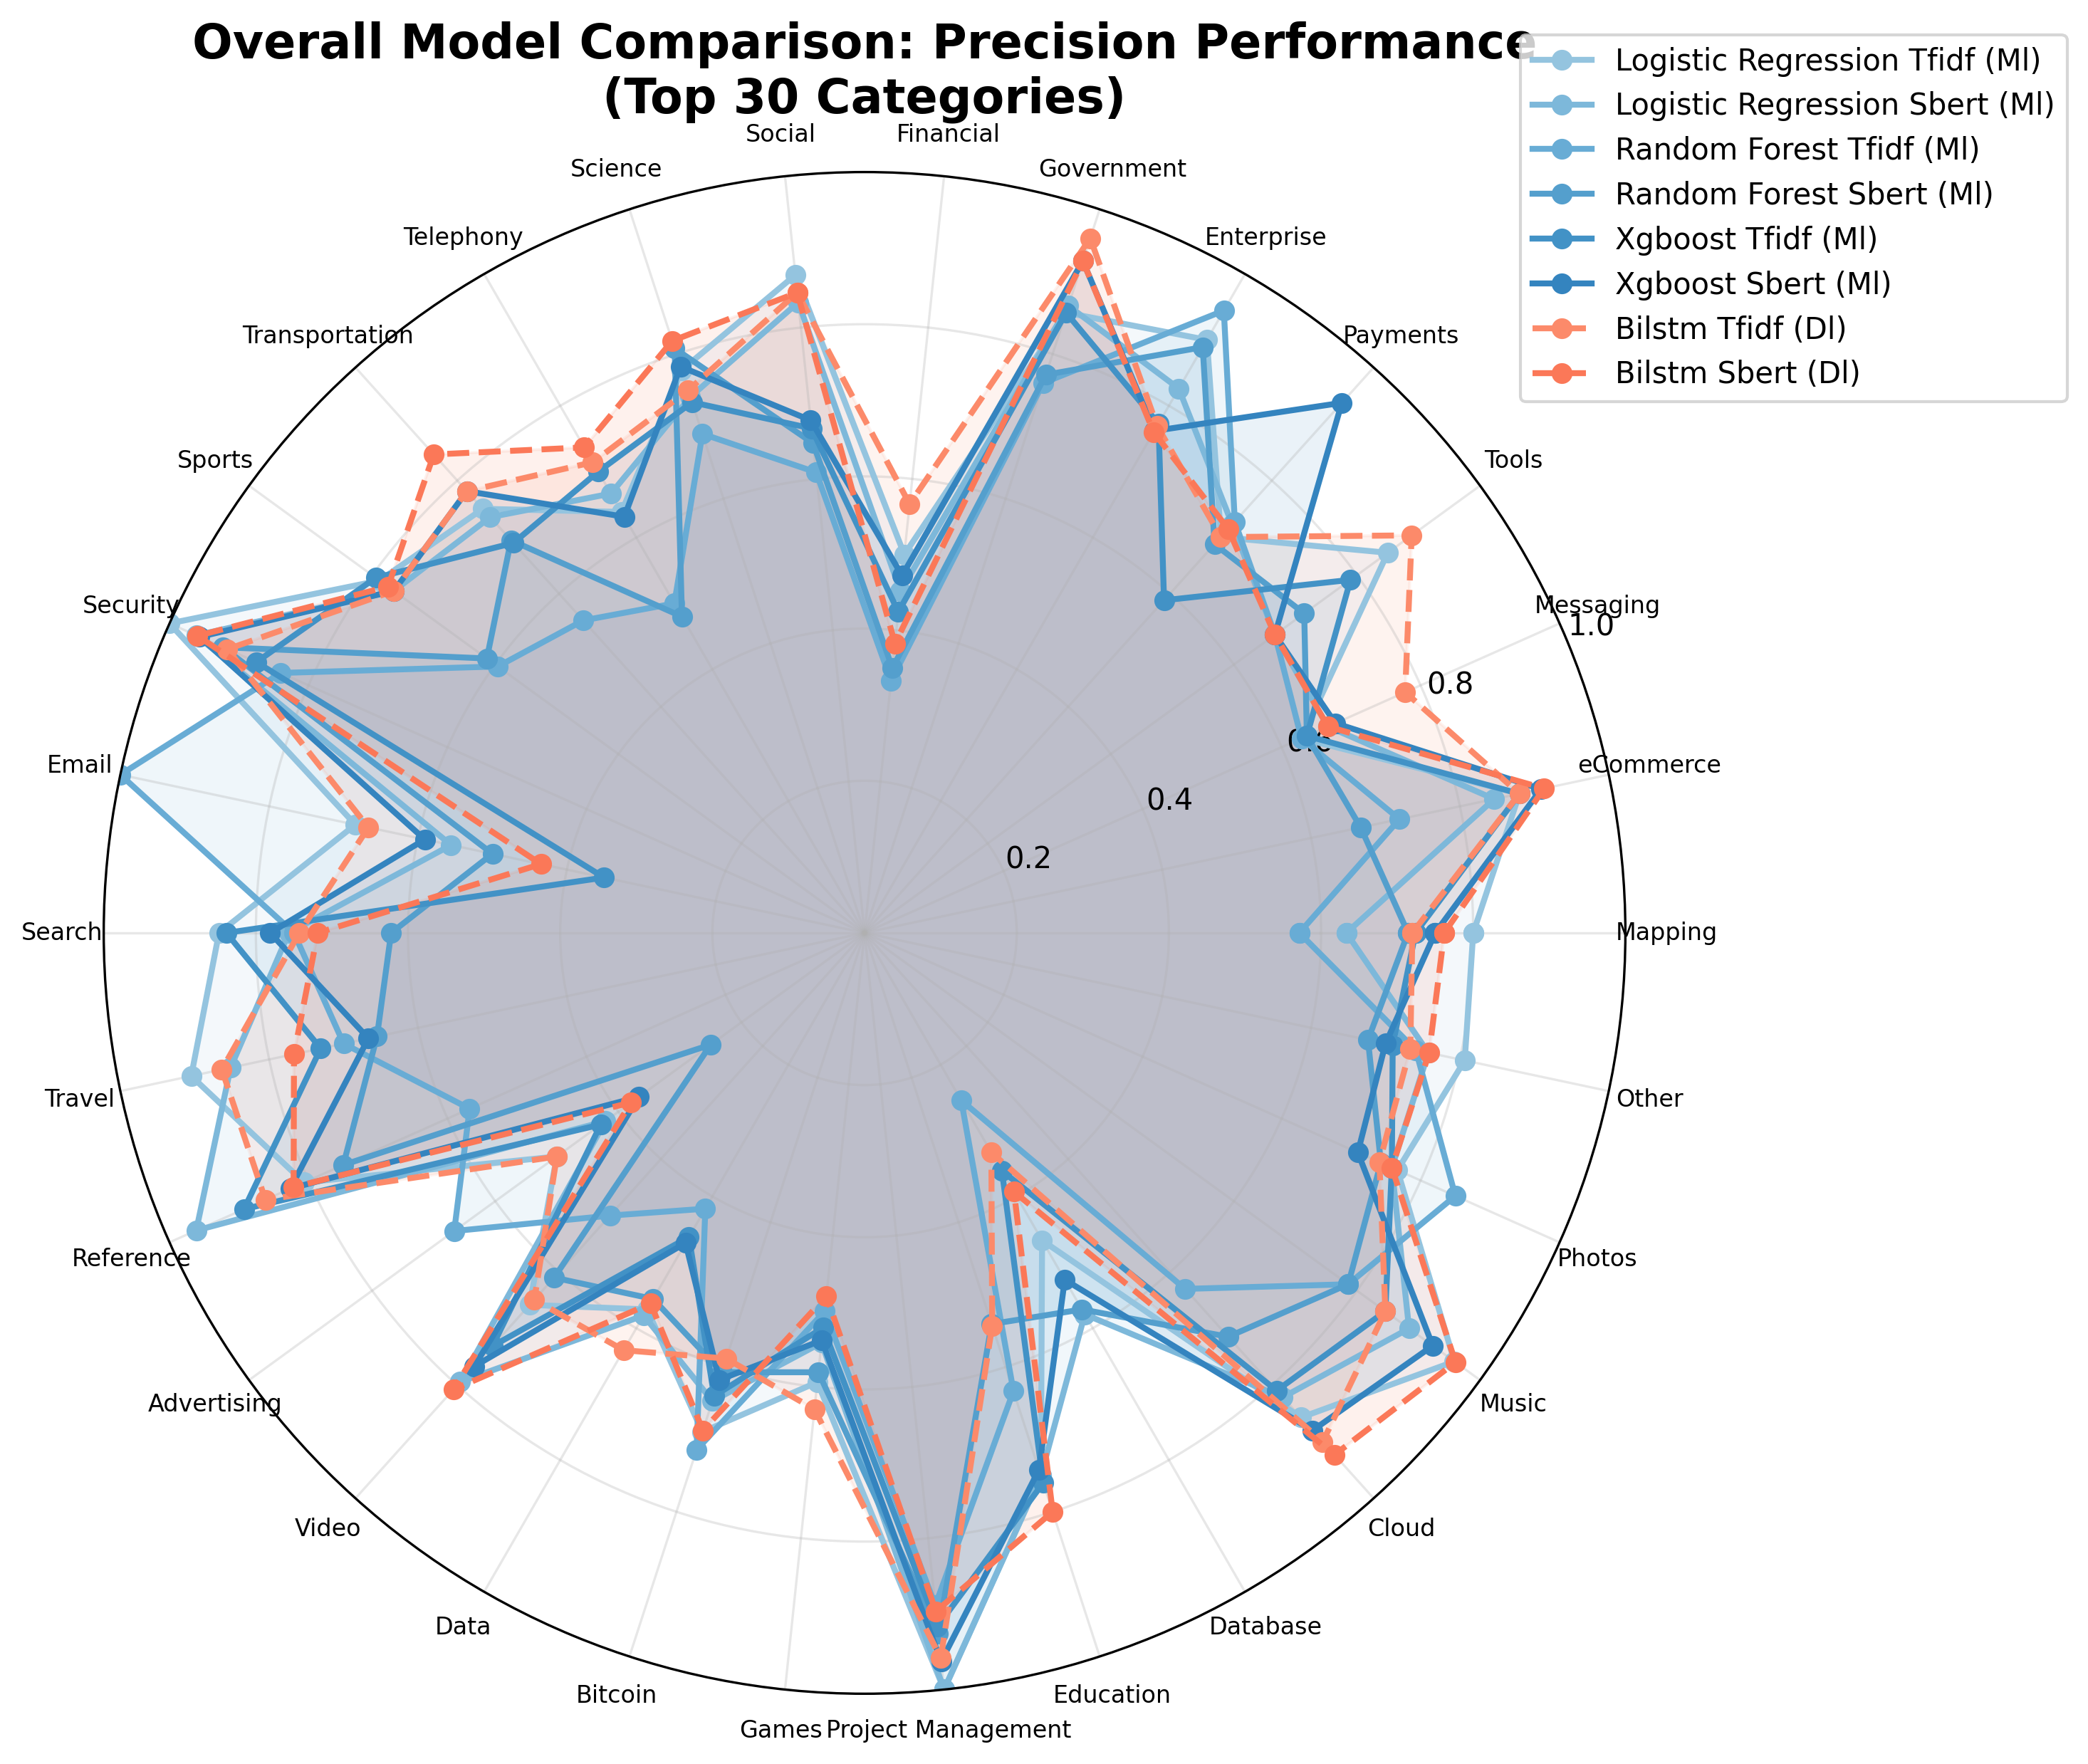 Overall Model Comparison: Precision Performance
(Top 30 Categories)
Logistic Regression Tfidf (Ml)
Logistic Regression Sbert (Ml)
Random Forest Tfidf (Ml)
Random Forest Sbert (Ml)
Xgboost Tfidf (Ml)
Xgboost Sbert (Ml)
Bilstm Tfidf (Dl)
Bilstm Sbert (Dl)
Social
Financial
Science
Government
Telephony
Enterprise
Transportation
Payments
Sports
Tools
Security
Messaging
1.0
0.8
0.6
0.4
0.2
Email
eCommerce
Search
Mapping
Travel
Other
Reference
Photos
Advertising
Music
Video
Cloud
Data
Database
Bitcoin
Education
Games
Project Management